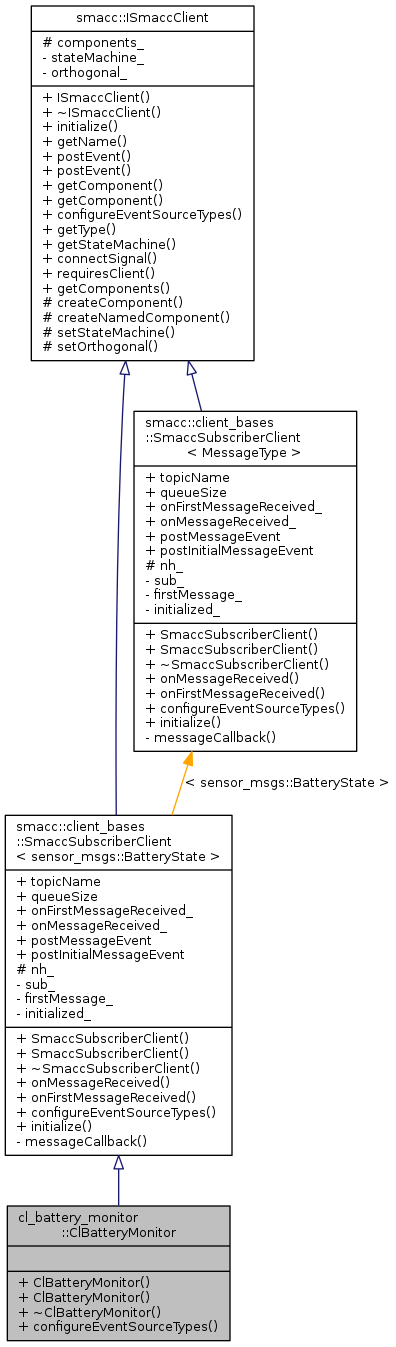 smacc::ISmaccClient
# components_
- stateMachine_
- orthogonal_
+ ISmaccClient()
+ ~ISmaccClient()
+ initialize()
+ getName()
+ postEvent()
+ postEvent()
+ getComponent()
+ getComponent()
+ configureEventSourceTypes()
+ getType()
+ getStateMachine()
+ connectSignal()
+ requiresClient()
+ getComponents()
# createComponent()
# createNamedComponent()
# setStateMachine()
# setOrthogonal()
smacc::client_bases
::SmaccSubscriberClient
< MessageType >
+ topicName
+ queueSize
+ onFirstMessageReceived_
+ onMessageReceived_
+ postMessageEvent
+ postInitialMessageEvent
# nh_
- sub_
- firstMessage_
- initialized_
+ SmaccSubscriberClient()
+ SmaccSubscriberClient()
+ ~SmaccSubscriberClient()
+ onMessageReceived()
+ onFirstMessageReceived()
+ configureEventSourceTypes()
+ initialize()
- messageCallback()
< sensor_msgs::BatteryState >
smacc::client_bases
::SmaccSubscriberClient
< sensor_msgs::BatteryState >
+ topicName
+ queueSize
+ onFirstMessageReceived_
+ onMessageReceived_
+ postMessageEvent
+ postInitialMessageEvent
# nh_
- sub_
- firstMessage_
- initialized_
+ SmaccSubscriberClient()
+ SmaccSubscriberClient()
+ ~SmaccSubscriberClient()
+ onMessageReceived()
+ onFirstMessageReceived()
+ configureEventSourceTypes()
+ initialize()
- messageCallback()
cl_battery_monitor
::ClBatteryMonitor
+ ClBatteryMonitor()
+ ClBatteryMonitor()
+ ~ClBatteryMonitor()
+ configureEventSourceTypes()